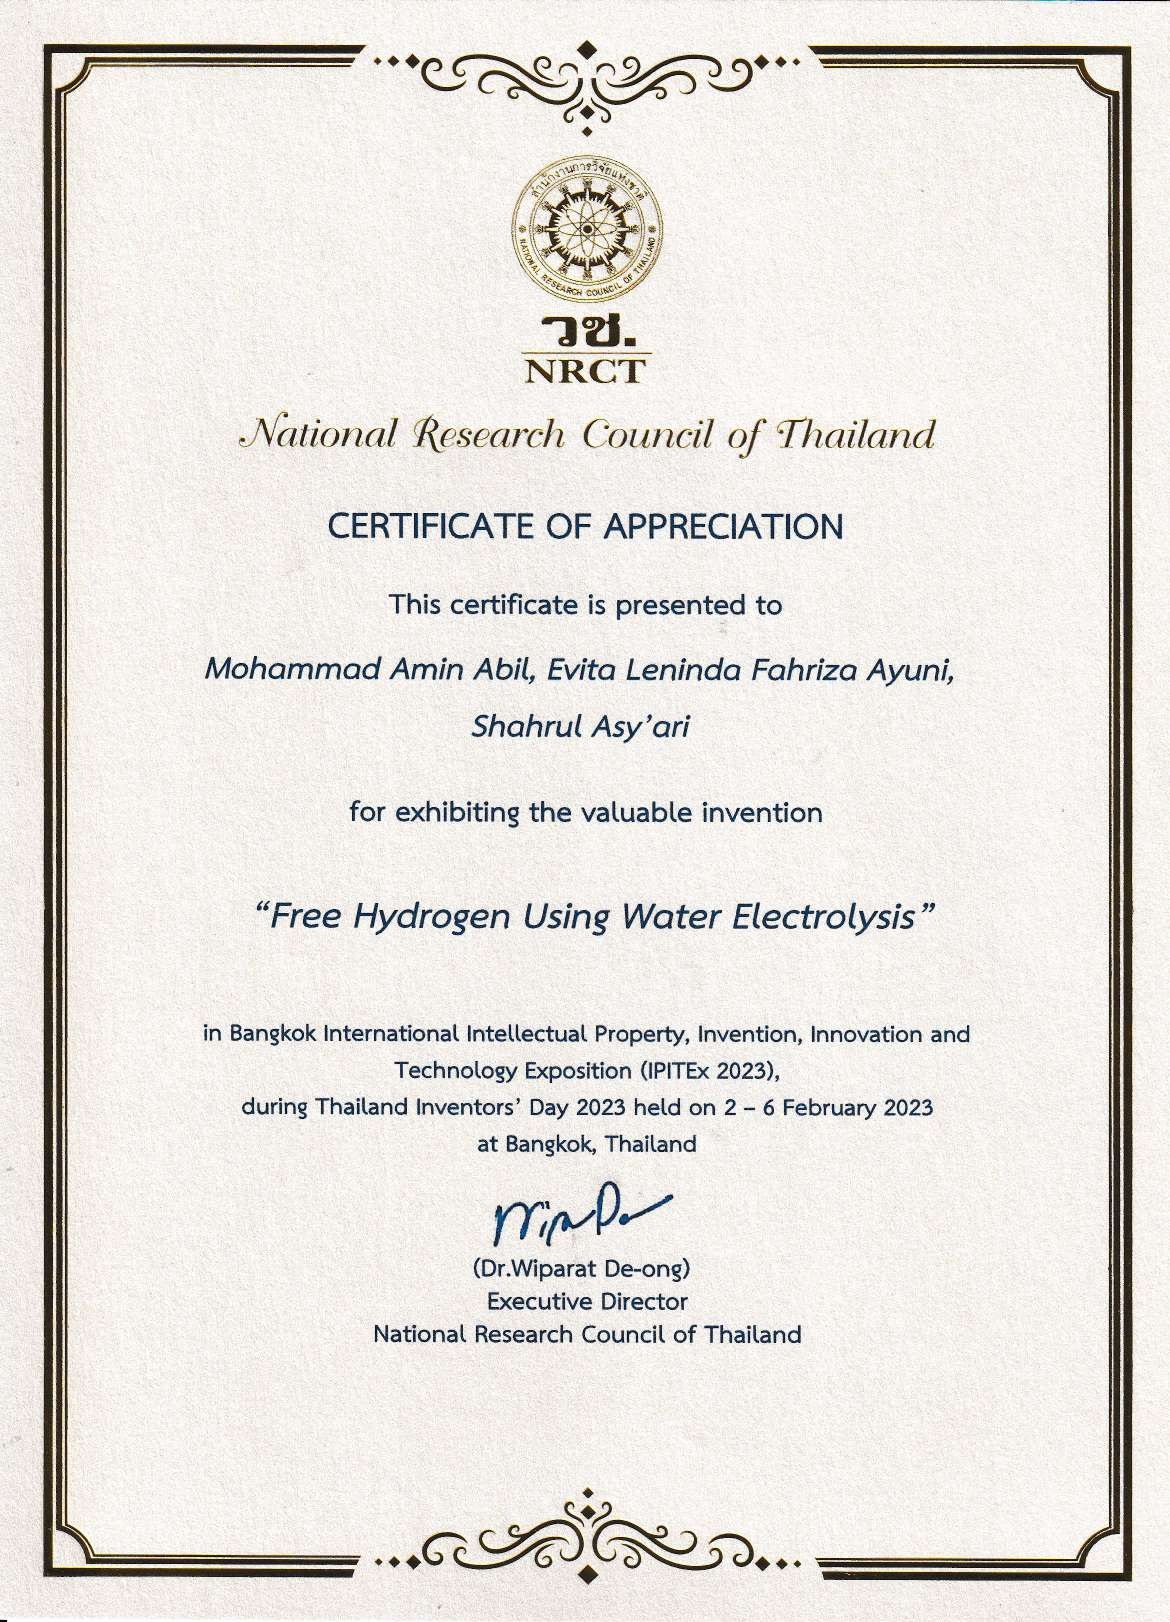 สำนักงานการวิจัยแห่งชาติ
NATIONAL RESEARCH COUNCIL OF THAILAND
วช.
NRCT
National Research Council of Thailand
CERTIFICATE OF APPRECIATION
This certificate is presented to
Mohammad Amin Abil, Evita Leninda Fahriza Ayuni,
Shahrul Asy’ari
for exhibiting the valuable invention
“Free Hydrogen Using Water Electrolysis”
in Bangkok International Intellectual Property, Invention, Innovation and
Technology Exposition (IPITEx 2023),
during Thailand Inventors’ Day 2023 held on 2 – 6 February 2023
at Bangkok, Thailand
(Dr.Wiparat De-ong)
Executive Director
National Research Council of Thailand